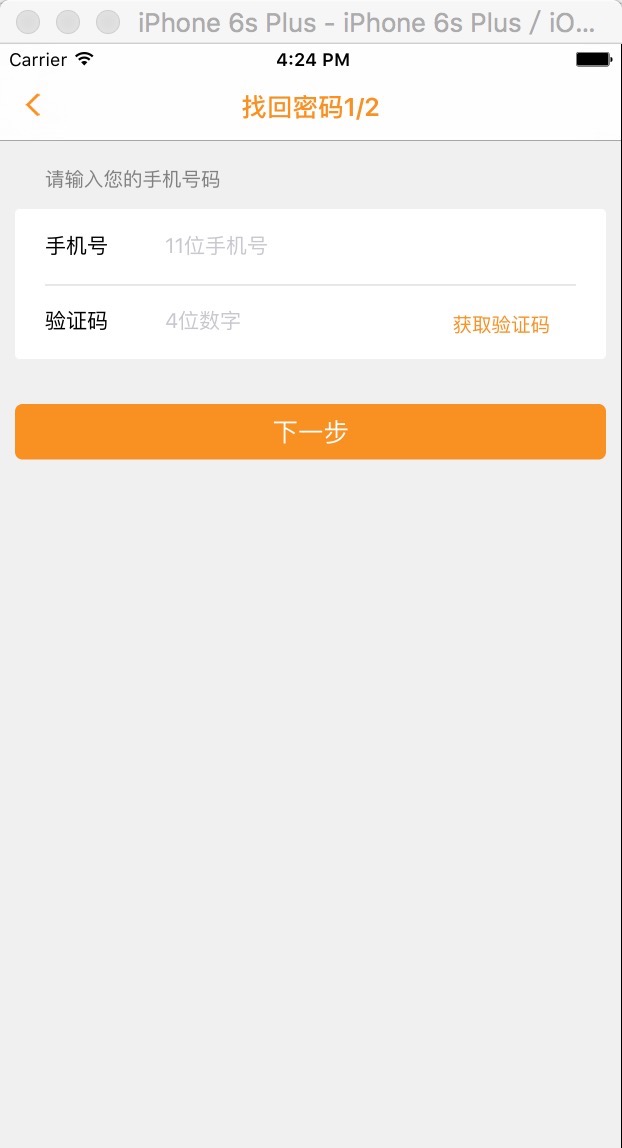 iPhone 6s Plus - iPhone 6s Plus / iO...
Carrier 4:24 PM
找回密码1/2
请输入您的手机号码
手机号 11位手机号
验证码 4位数字 获取验证码
下一步